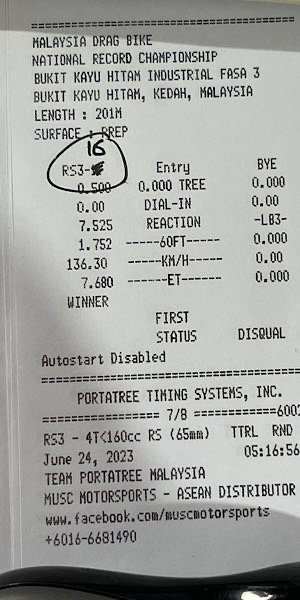 MALAYSIA DRAG BIKE
NATIONAL RECORD CHAMPIONSHIP
BUKIT KAYU HITAM INDUSTRIAL FASA 3
BUKIT KAYU HITAM, KEDAH, MALAYSIA
LENGTH : 201M
SURFACE : PREP
16
RS3- Entry BYE
0.500 0.000 TREE 0.000
0.00 DIAL-IN 0.00
7.525 REACTION -LB3-
1.752 ------60FT------ 0.000
136.30 ------KM/H------ 0.00
7.680 ------ET------ 0.000
WINNER
FIRST
STATUS DISQUAL
Autostart Disabled
PORTATREE TIMING SYSTEMS, INC.
================ 7/8 ===========6002
RS3 - 4T<160cc RS (65mm) TTRL RND
June 24, 2023 05:16:56
TEAM PORTATREE MALAYSIA
MUSC MOTORSPORTS - ASEAN DISTRIBUTOR
www.facebook.com/muscmotorsports
+6016-6681490